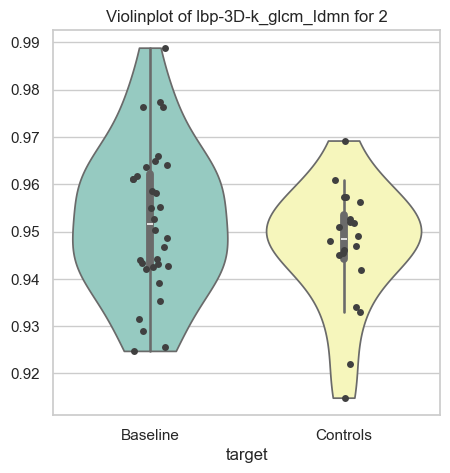 Violinplot of lbp-3D-k_glcm_ldmn for 2
0.99
0.98
0.97
0.96
0.95
0.94
0.93
0.92
Baseline Controls
target